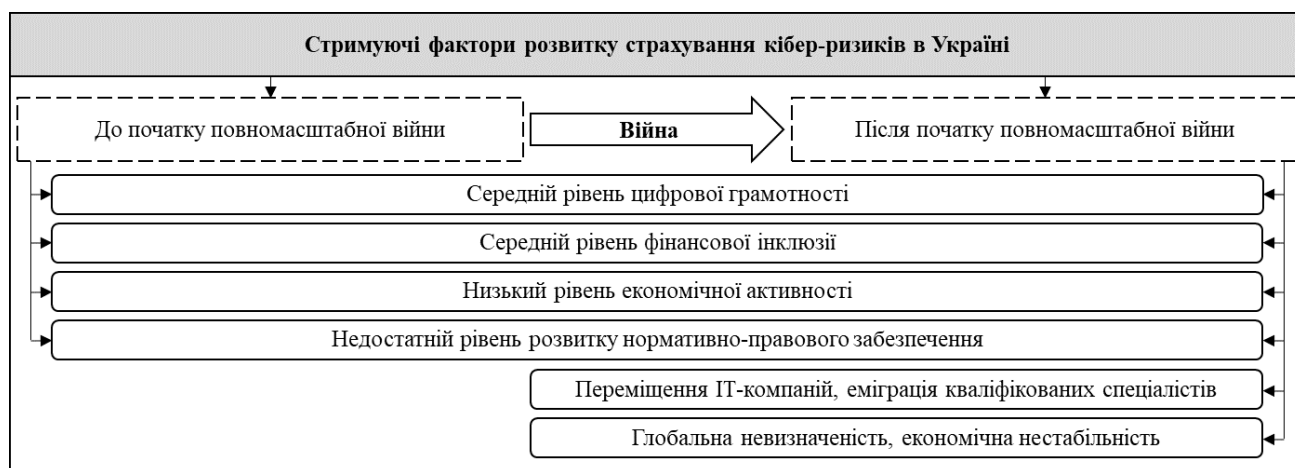 Стримуючі фактори розвитку страхування кібер-ризиків в Україні
До початку повномасштабної війни
Війна
Після початку повномасштабної війни
Середній рівень цифрової грамотності
Середній рівень фінансової інклюзії
Низький рівень економічної активності
Недостатній рівень розвитку нормативно-правового забезпечення
Переміщення ІТ-компаній, еміграція кваліфікованих спеціалістів
Глобальна невизначеність, економічна нестабільність